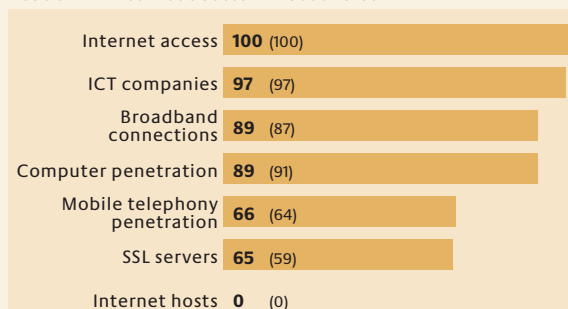 Internet access 100 (100)
ICT companies 97 (97)
Broadband
connections 89 (87)
Computer penetration 89 (91)
Mobile telephony
penetration 66 (64)
SSL servers 65 (59)
Internet hosts 0 (0)